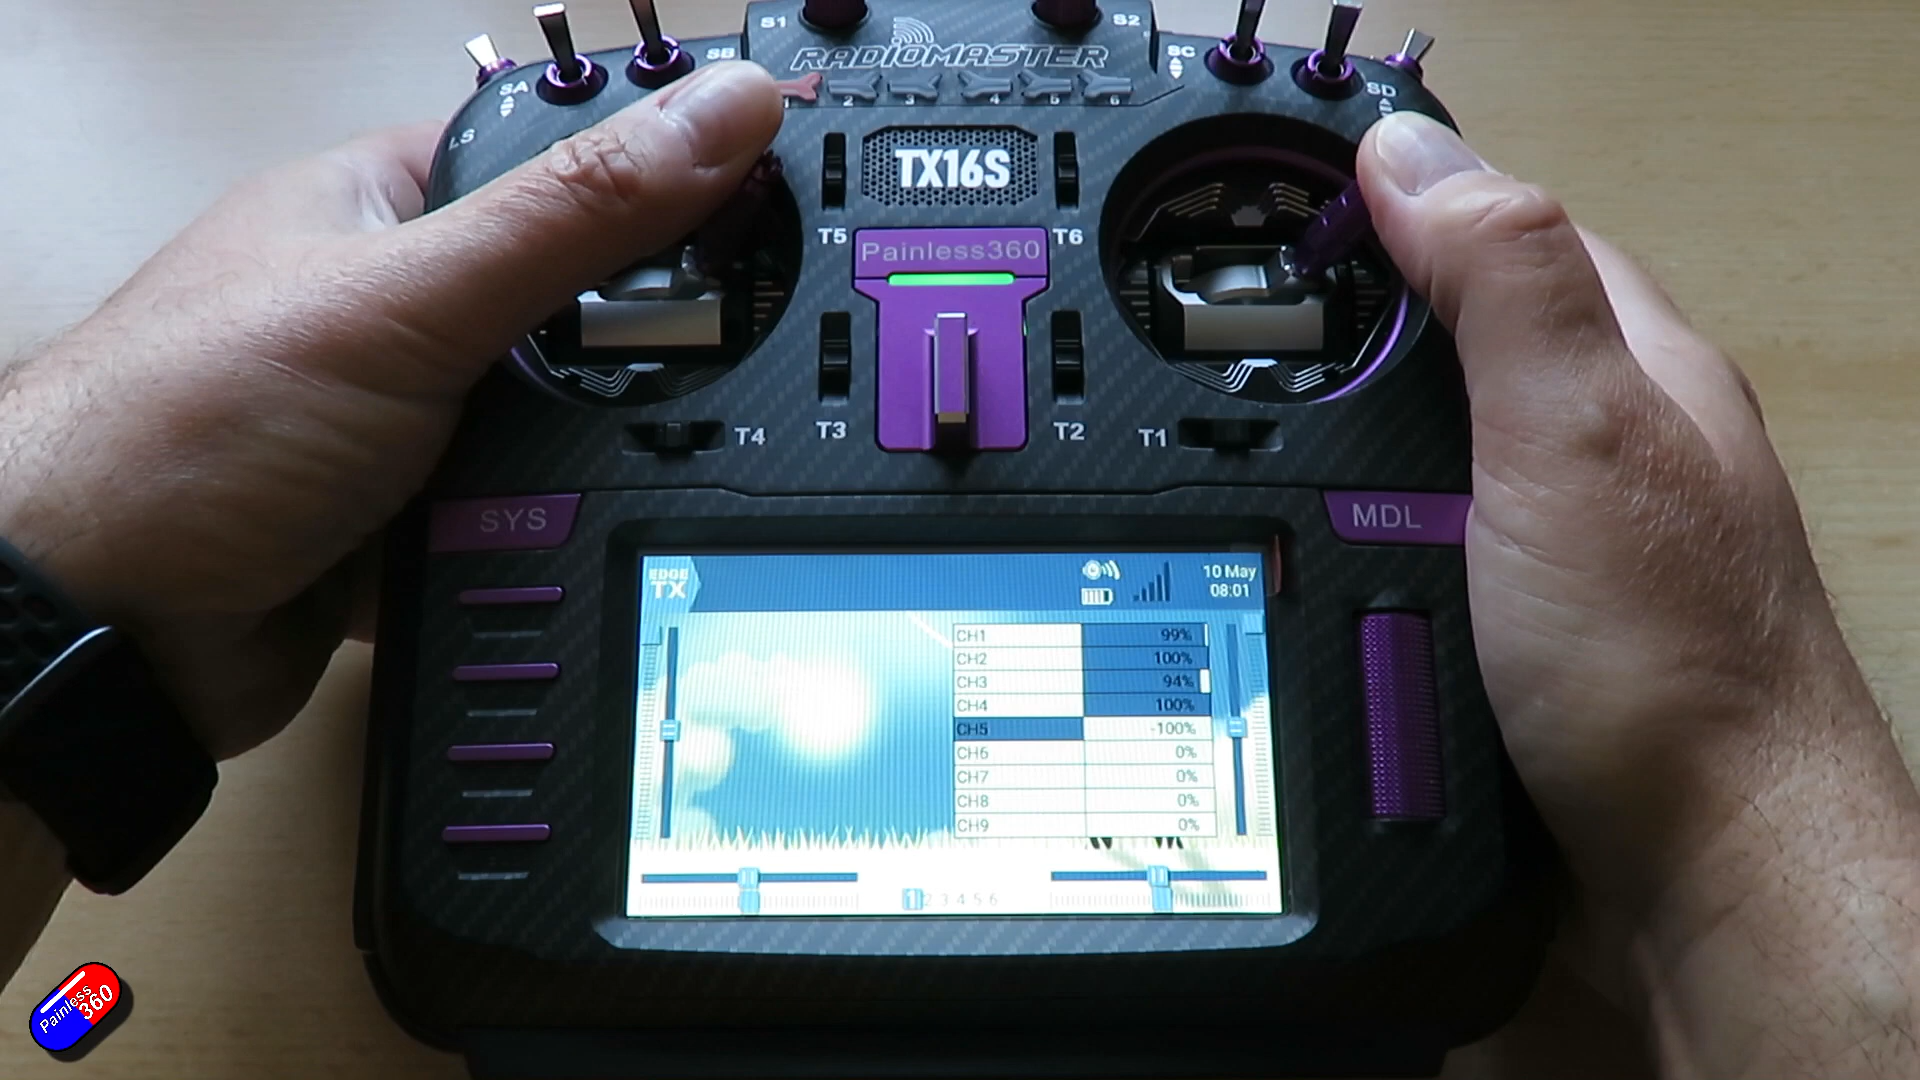 S1
S2
RADIOMASTER
SA
SB
SC
SD
LS
1 2 3 4 5 6
TX16S
T5
T6
Painless360
T4
T3
T2
T1
SYS
MDL
EDGE
TX
10 May
08:01
CH1 99%
CH2 100%
CH3 94%
CH4 100%
CH5 -100%
CH6 0%
CH7 0%
CH8 0%
CH9 0%
1 2 3 4 5 6
Painless
360